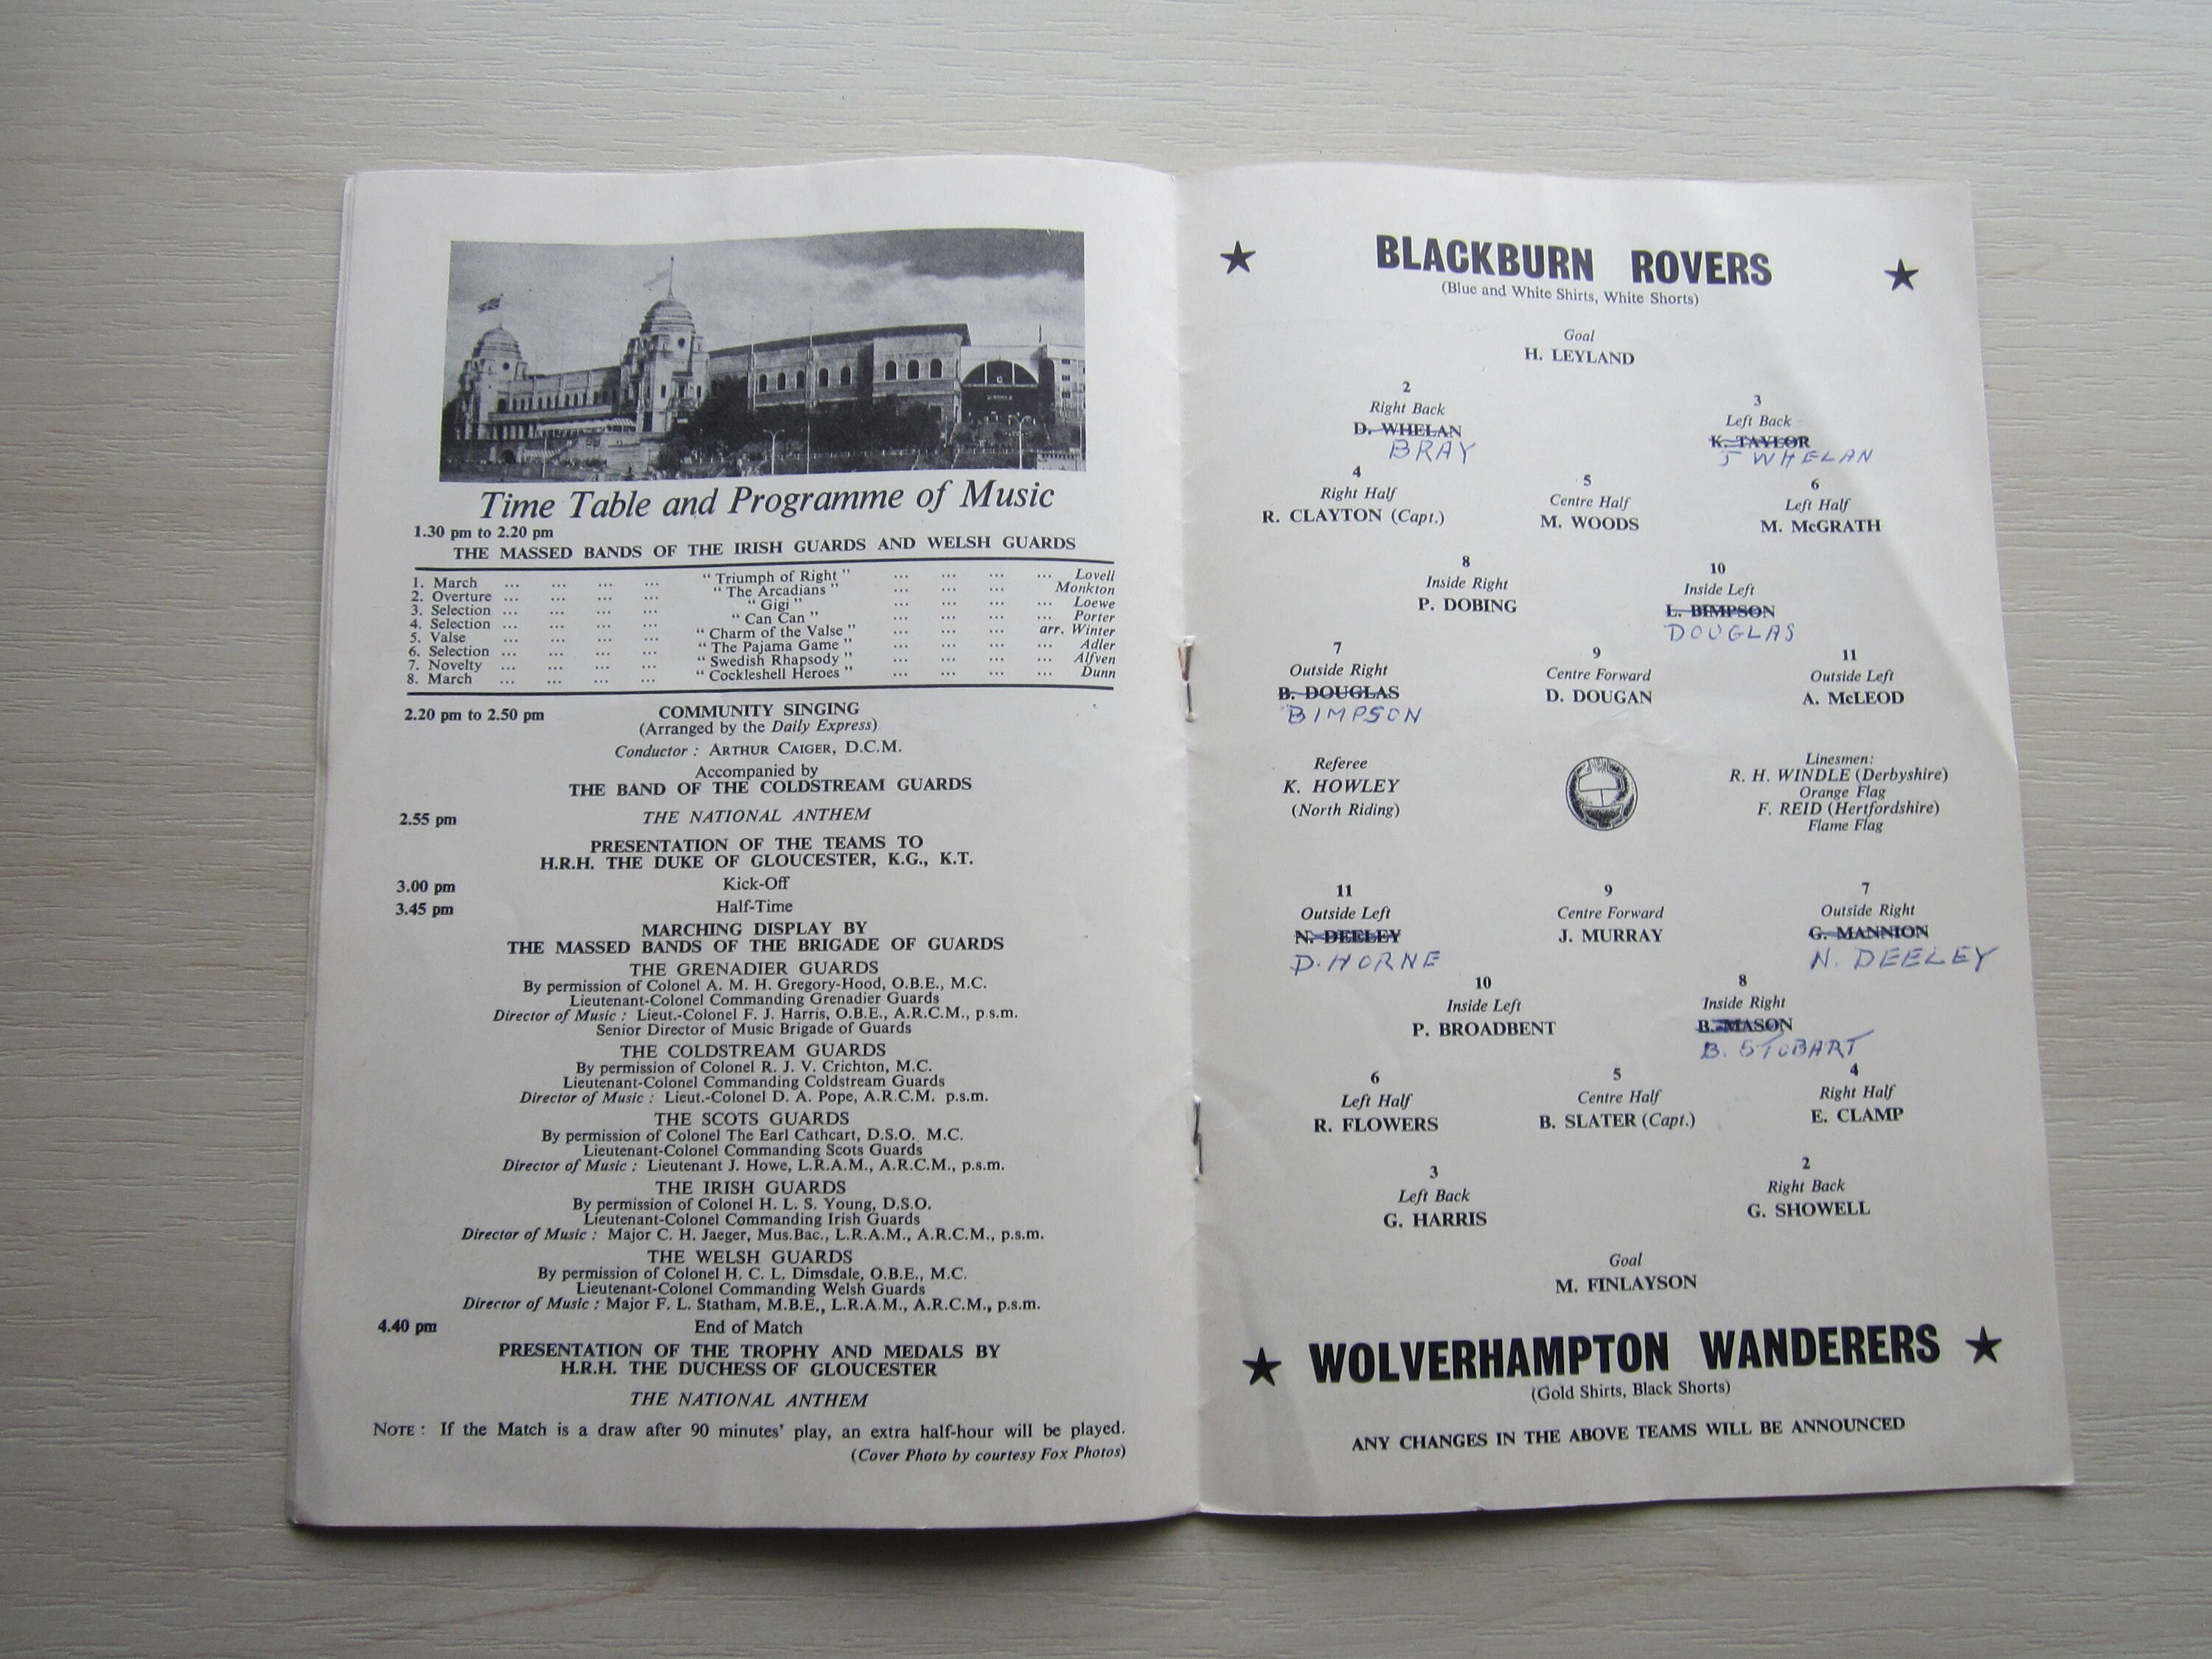 Time Table and Programme of Music
1.30 pm to 2.20 pm
THE MASSED BANDS OF THE IRISH GUARDS AND WELSH GUARDS
1. March ... ... ... ... "Triumph of Right" ... ... ... ... Lovell
2. Overture ... ... ... ... "The Arcadians" ... ... ... Monkton
3. Selection ... ... ... ... "Gigi" ... ... ... ... Loewe
4. Selection ... ... ... ... "Can Can" ... ... ... ... Porter
5. Valse ... ... ... ... "Charm of the Valse" ... ... ... arr. Winter
6. Selection ... ... ... ... "The Pajama Game" ... ... ... ... Adler
7. Novelty ... ... ... ... "Swedish Rhapsody" ... ... ... ... Alfven
8. March ... ... ... ... "Cockleshell Heroes" ... ... ... ... Dunn
2.20 pm to 2.50 pm COMMUNITY SINGING
(Arranged by the Daily Express)
Conductor : ARTHUR CAIGER, D.C.M.
Accompanied by
THE BAND OF THE COLDSTREAM GUARDS
2.55 pm THE NATIONAL ANTHEM
PRESENTATION OF THE TEAMS TO
H.R.H. THE DUKE OF GLOUCESTER, K.G., K.T.
3.00 pm Kick-Off
3.45 pm Half-Time
MARCHING DISPLAY BY
THE MASSED BANDS OF THE BRIGADE OF GUARDS
THE GRENADIER GUARDS
By permission of Colonel A. M. H. Gregory-Hood, O.B.E., M.C.
Lieutenant-Colonel Commanding Grenadier Guards
Director of Music : Lieut.-Colonel F. J. Harris, O.B.E., A.R.C.M., p.s.m.
Senior Director of Music Brigade of Guards
THE COLDSTREAM GUARDS
By permission of Colonel R. J. V. Crichton, M.C.
Lieutenant-Colonel Commanding Coldstream Guards
Director of Music : Lieut.-Colonel D. A. Pope, A.R.C.M. p.s.m.
THE SCOTS GUARDS
By permission of Colonel The Earl Cathcart, D.S.O. M.C.
Lieutenant-Colonel Commanding Scots Guards
Director of Music : Lieutenant J. Howe, L.R.A.M., A.R.C.M., p.s.m.
THE IRISH GUARDS
By permission of Colonel H. L. S. Young, D.S.O.
Lieutenant-Colonel Commanding Irish Guards
Director of Music : Major C. H. Jaeger, Mus.Bac., L.R.A.M., A.R.C.M., p.s.m.
THE WELSH GUARDS
By permission of Colonel H. C. L. Dimsdale, O.B.E., M.C.
Lieutenant-Colonel Commanding Welsh Guards
Director of Music : Major F. L. Statham, M.B.E., L.R.A.M., A.R.C.M., p.s.m.
4.40 pm End of Match
PRESENTATION OF THE TROPHY AND MEDALS BY
H.R.H. THE DUCHESS OF GLOUCESTER
THE NATIONAL ANTHEM
NOTE : If the Match is a draw after 90 minutes' play, an extra half-hour will be played.
(Cover Photo by courtesy Fox Photos)
BLACKBURN ROVERS
(Blue and White Shirts, White Shorts)
Goal
H. LEYLAND
2
Right Back
D. WHELAN
BRAY
3
Left Back
K. TAYLOR
J WHELAN
4
Right Half
R. CLAYTON (Capt.)
5
Centre Half
M. WOODS
6
Left Half
M. McGRATH
8
Inside Right
P. DOBING
10
Inside Left
L. BIMPSON
DOUGLAS
7
Outside Right
B. DOUGLAS
BIMPSON
9
Centre Forward
D. DOUGAN
11
Outside Left
A. McLEOD
Referee
K. HOWLEY
(North Riding)
Linesmen:
R. H. WINDLE (Derbyshire)
Orange Flag
F. REID (Hertfordshire)
Flame Flag
11
Outside Left
N. DEELEY
D. HORNE
9
Centre Forward
J. MURRAY
7
Outside Right
G. MANNION
N. DEELEY
10
Inside Left
P. BROADBENT
8
Inside Right
B. MASON
B. STOBART
6
Left Half
R. FLOWERS
5
Centre Half
B. SLATER (Capt.)
4
Right Half
E. CLAMP
3
Left Back
G. HARRIS
2
Right Back
G. SHOWELL
Goal
M. FINLAYSON
WOLVERHAMPTON WANDERERS
(Gold Shirts, Black Shorts)
ANY CHANGES IN THE ABOVE TEAMS WILL BE ANNOUNCED